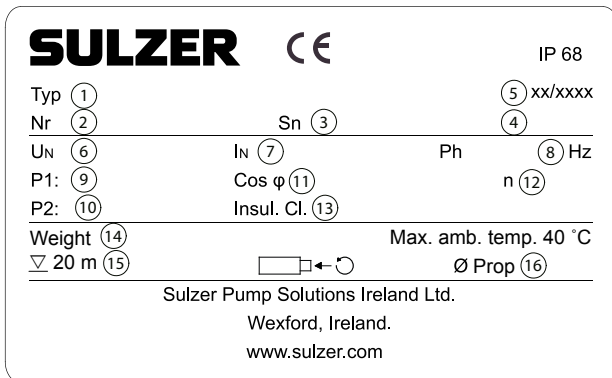 SULZER CE IP 68
Typ 1 5 xx/xxxx
Nr 2 Sn 3 4
UN 6 IN 7 Ph 8 Hz
P1: 9 Cos φ 11 n 12
P2: 10 Insul. Cl. 13
Weight 14 Max. amb. temp. 40 °C
20 m 15 Ø Prop 16
Sulzer Pump Solutions Ireland Ltd.
Wexford, Ireland.
www.sulzer.com